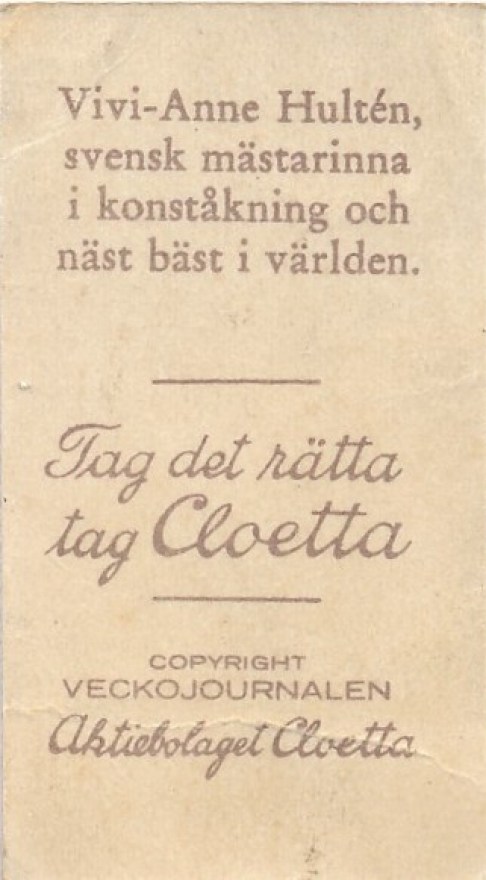 Vivi-Anne Hultén,
svensk mästarinna
i konståkning och
näst bäst i världen.
Tag det rätta
tag Cloetta
COPYRIGHT
VECKOJOURNALEN
Aktiebolaget Cloetta